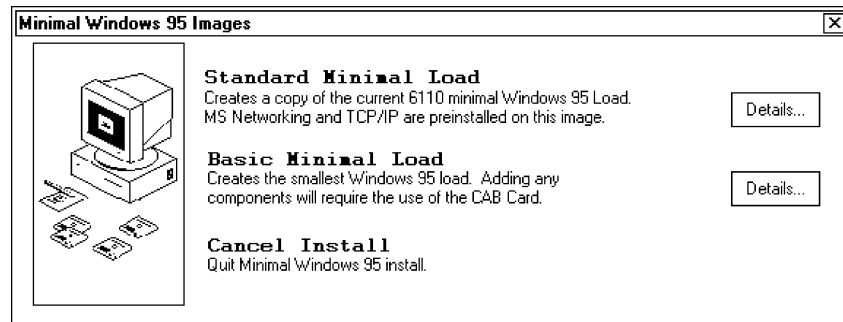 Minimal Windows 95 Images
Standard Minimal Load
Creates a copy of the current 6110 minimal Windows 95 Load.
MS Networking and TCP/IP are preinstalled on this image.
Details...
Basic Minimal Load
Creates the smallest Windows 95 load. Adding any
components will require the use of the CAB Card.
Details...
Cancel Install
Quit Minimal Windows 95 install.